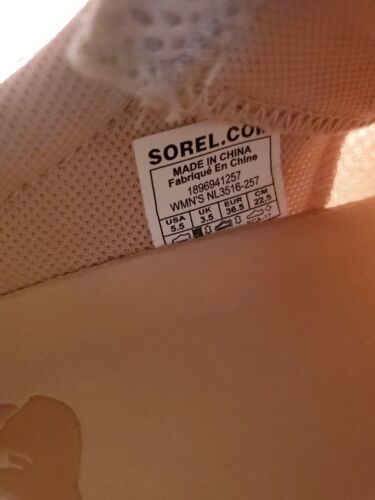 SOREL.COM
MADE IN CHINA
Fabriqué En Chine
1896941257
WMN'S NL3516-257
USA UK EUR CM
5.5 3.5 36.5 22.5